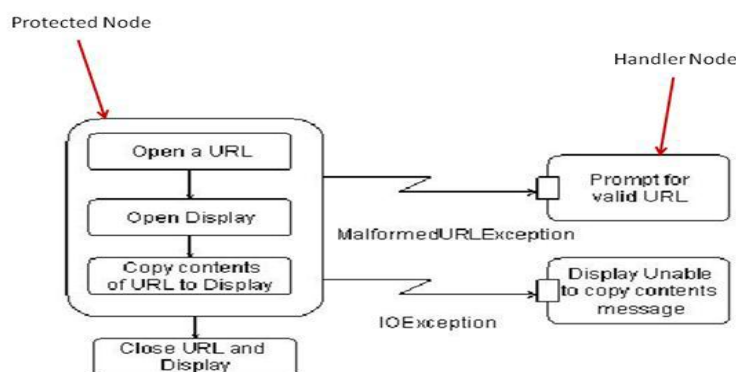 Protected Node
Handler Node
Open a URL
Open Display
Copy contents
of URL to Display
Close URL and
Display
MalformedURLException
IOException
Prompt for
valid URL
Display Unable
to copy contents
message